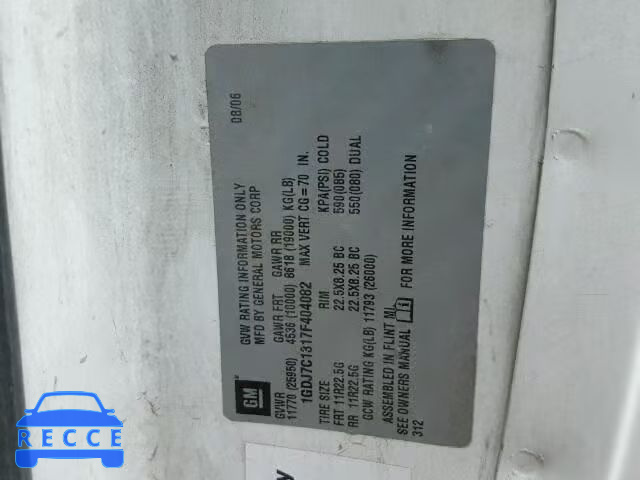 GM
GVW RATING INFORMATION ONLY
MFD BY GENERAL MOTORS CORP 08/06
GVWR GAWR FRT GAWR RR
11770 (25950) 4536 (10000) 8618 (19000) KG(LB)
1GDJ7C1317F404082 MAX VERT CG=70 IN.
TIRE SIZE RIM KPA(PSI) COLD
FRT 11R22.5G 22.5X8.25 BC 590(085)
RR 11R22.5G 22.5X8.25 BC 550(080) DUAL
GCW RATING KG(LB) 11793 (26000)
ASSEMBLED IN FLINT MI.
SEE OWNERS MANUAL FOR MORE INFORMATION
312
RECCE